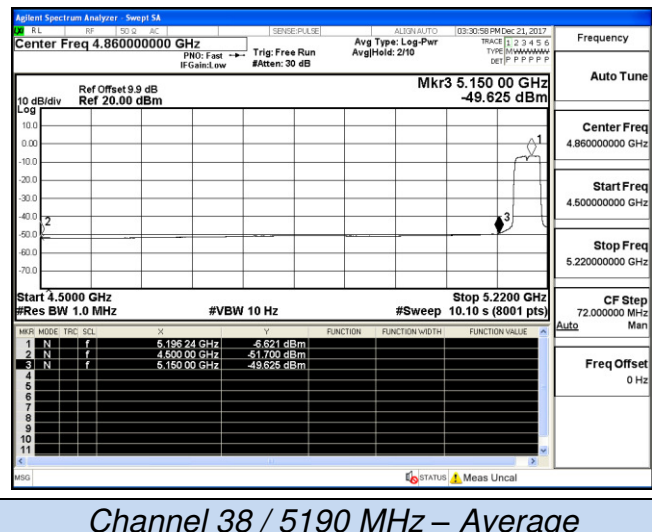 Agilent Spectrum Analyzer - Swept SA
RL RF 50 Ω AC SENSE:PULSE ALIGN AUTO 03:30:58 PM Dec 21, 2017
Center Freq 4.860000000 GHz
PNO: Fast Trig: Free Run
IFGain:Low #Atten: 30 dB
Avg Type: Log-Pwr
Avg|Hold: 2/10
TRACE 1 2 3 4 5 6
TYPE MWWWWW
DET P P P P P P
Ref Offset 9.9 dB
Ref 20.00 dBm
Mkr3 5.150 00 GHz
-49.625 dBm
10 dB/div
Log
10.0
0.00
-10.0
-20.0
-30.0
-40.0
-50.0
-60.0
-70.0
1
2
3
Start 4.5000 GHz Stop 5.2200 GHz
#Res BW 1.0 MHz #VBW 10 Hz #Sweep 10.10 s (8001 pts)
MKR MODE TRC SCL X Y FUNCTION FUNCTION WIDTH FUNCTION VALUE
1 N f 5.196 24 GHz -6.621 dBm
2 N f 4.500 00 GHz -51.700 dBm
3 N f 5.150 00 GHz -49.625 dBm
4
5
6
7
8
9
10
11
MSG STATUS Meas Uncal
Frequency
Auto Tune
Center Freq
4.860000000 GHz
Start Freq
4.500000000 GHz
Stop Freq
5.220000000 GHz
CF Step
72.000000 MHz
Auto Man
Freq Offset
0 Hz
Channel 38 / 5190 MHz – Average